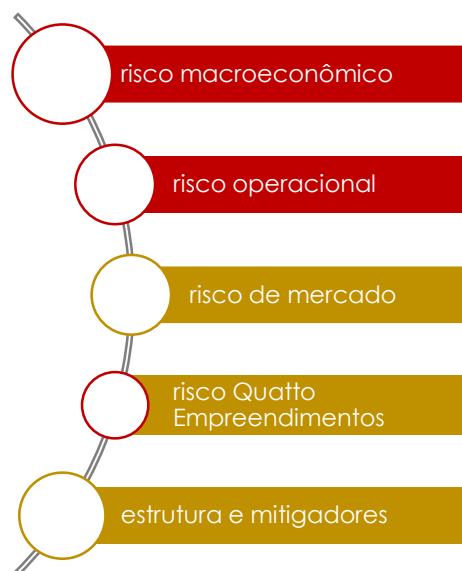 risco macroeconômico
risco operacional
risco de mercado
risco Quatto
Empreendimentos
estrutura e mitigadores